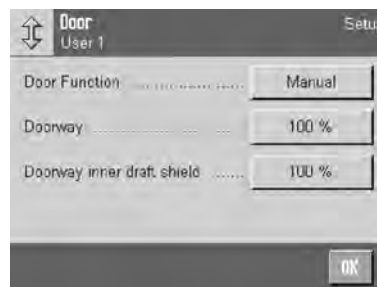 Door
User 1
Setu
Door Function ........................ Manual
Doorway ........................ 100 %
Doorway inner draft shield ....... 100 %
OK